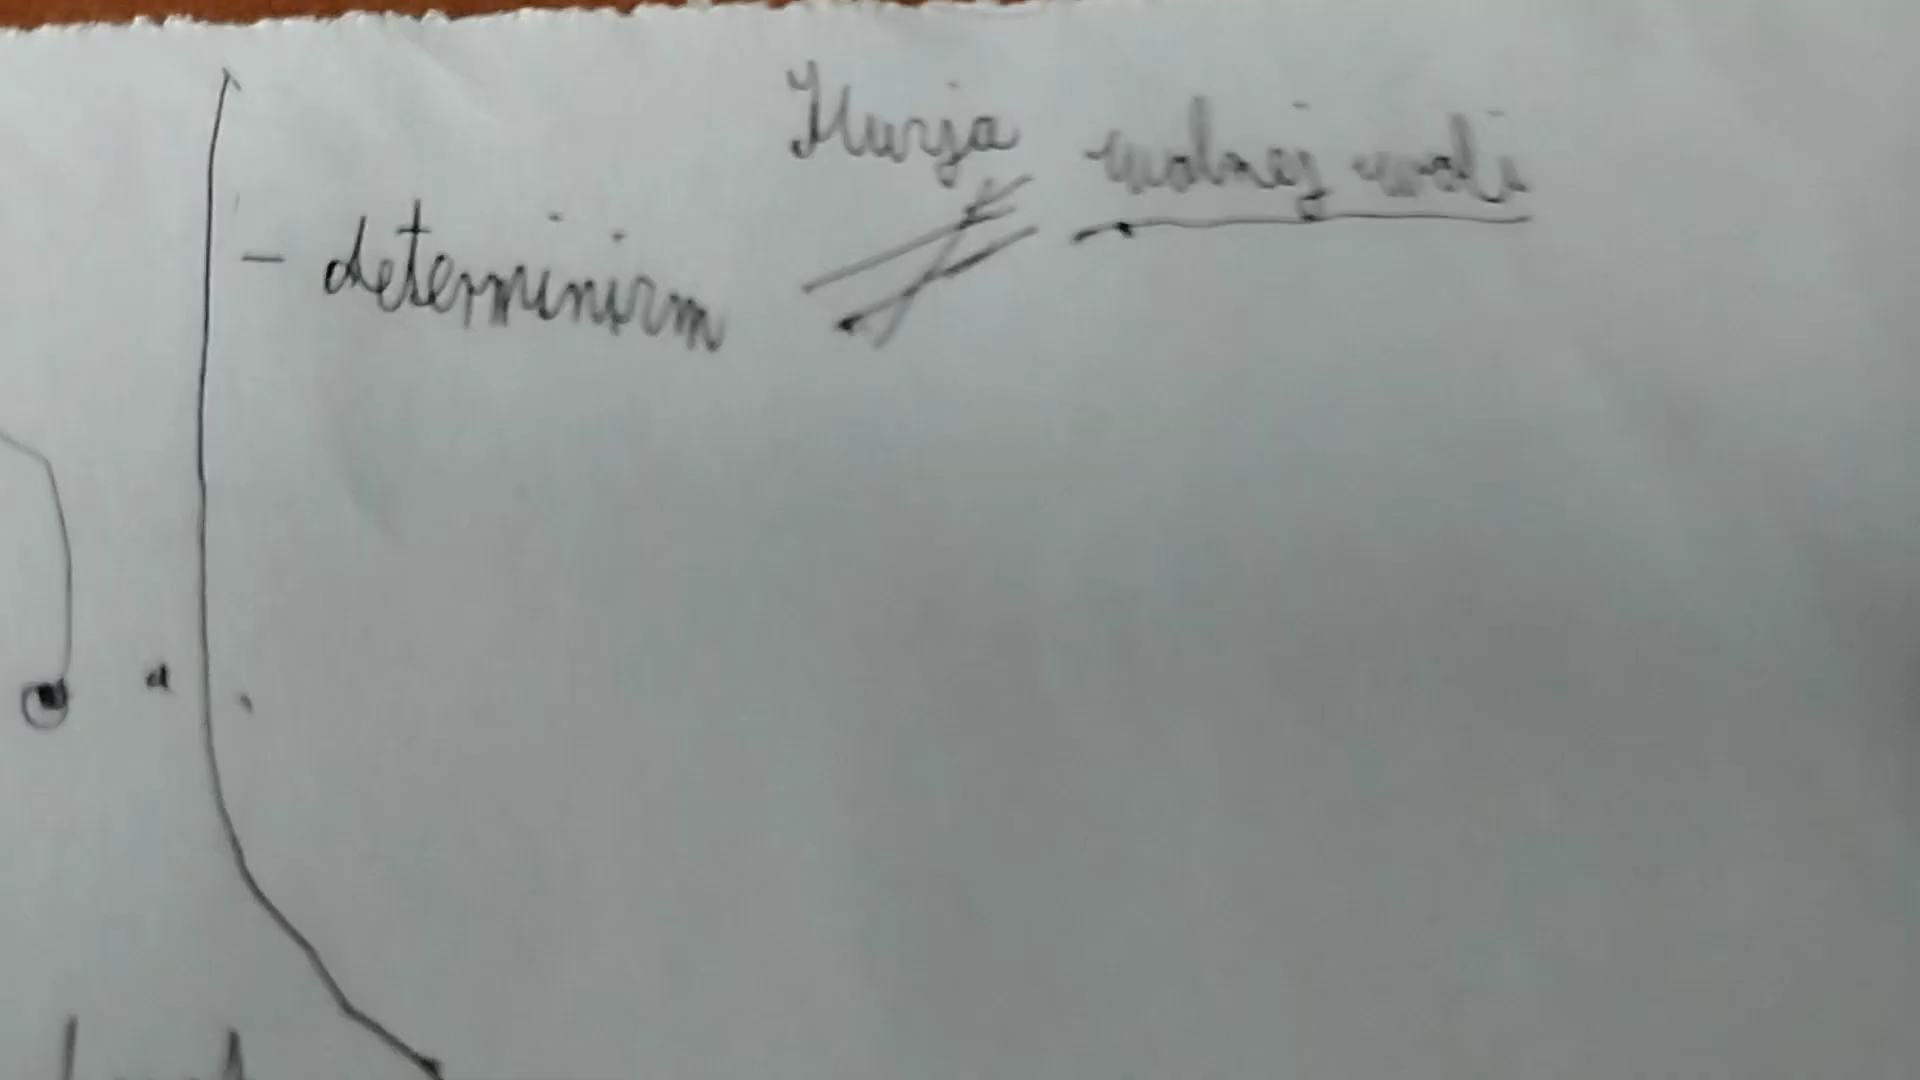 Iluzja wolnej woli
- determinizm ≠